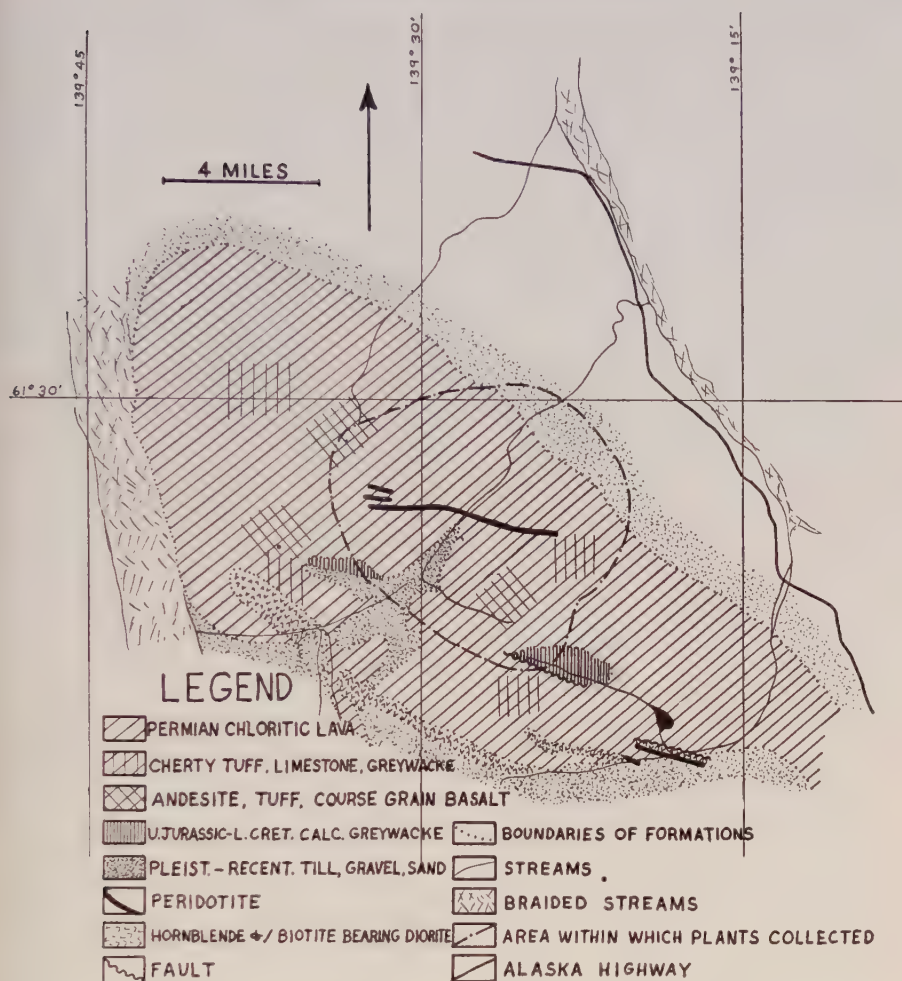 139° 45'
139° 30'
139° 15'
4 MILES
61° 30'
LEGEND
PERMIAN CHLORITIC LAVA
CHERTY TUFF, LIMESTONE, GREYWACKE
ANDESITE, TUFF, COURSE GRAIN BASALT
U.JURASSIC-L.CRET. CALC. GREYWACKE
PLEIST.-RECENT. TILL, GRAVEL, SAND
PERIDOTITE
HORNBLENDE &/ BIOTITE BEARING DIORITE
FAULT
BOUNDARIES OF FORMATIONS
STREAMS
BRAIDED STREAMS
AREA WITHIN WHICH PLANTS COLLECTED
ALASKA HIGHWAY